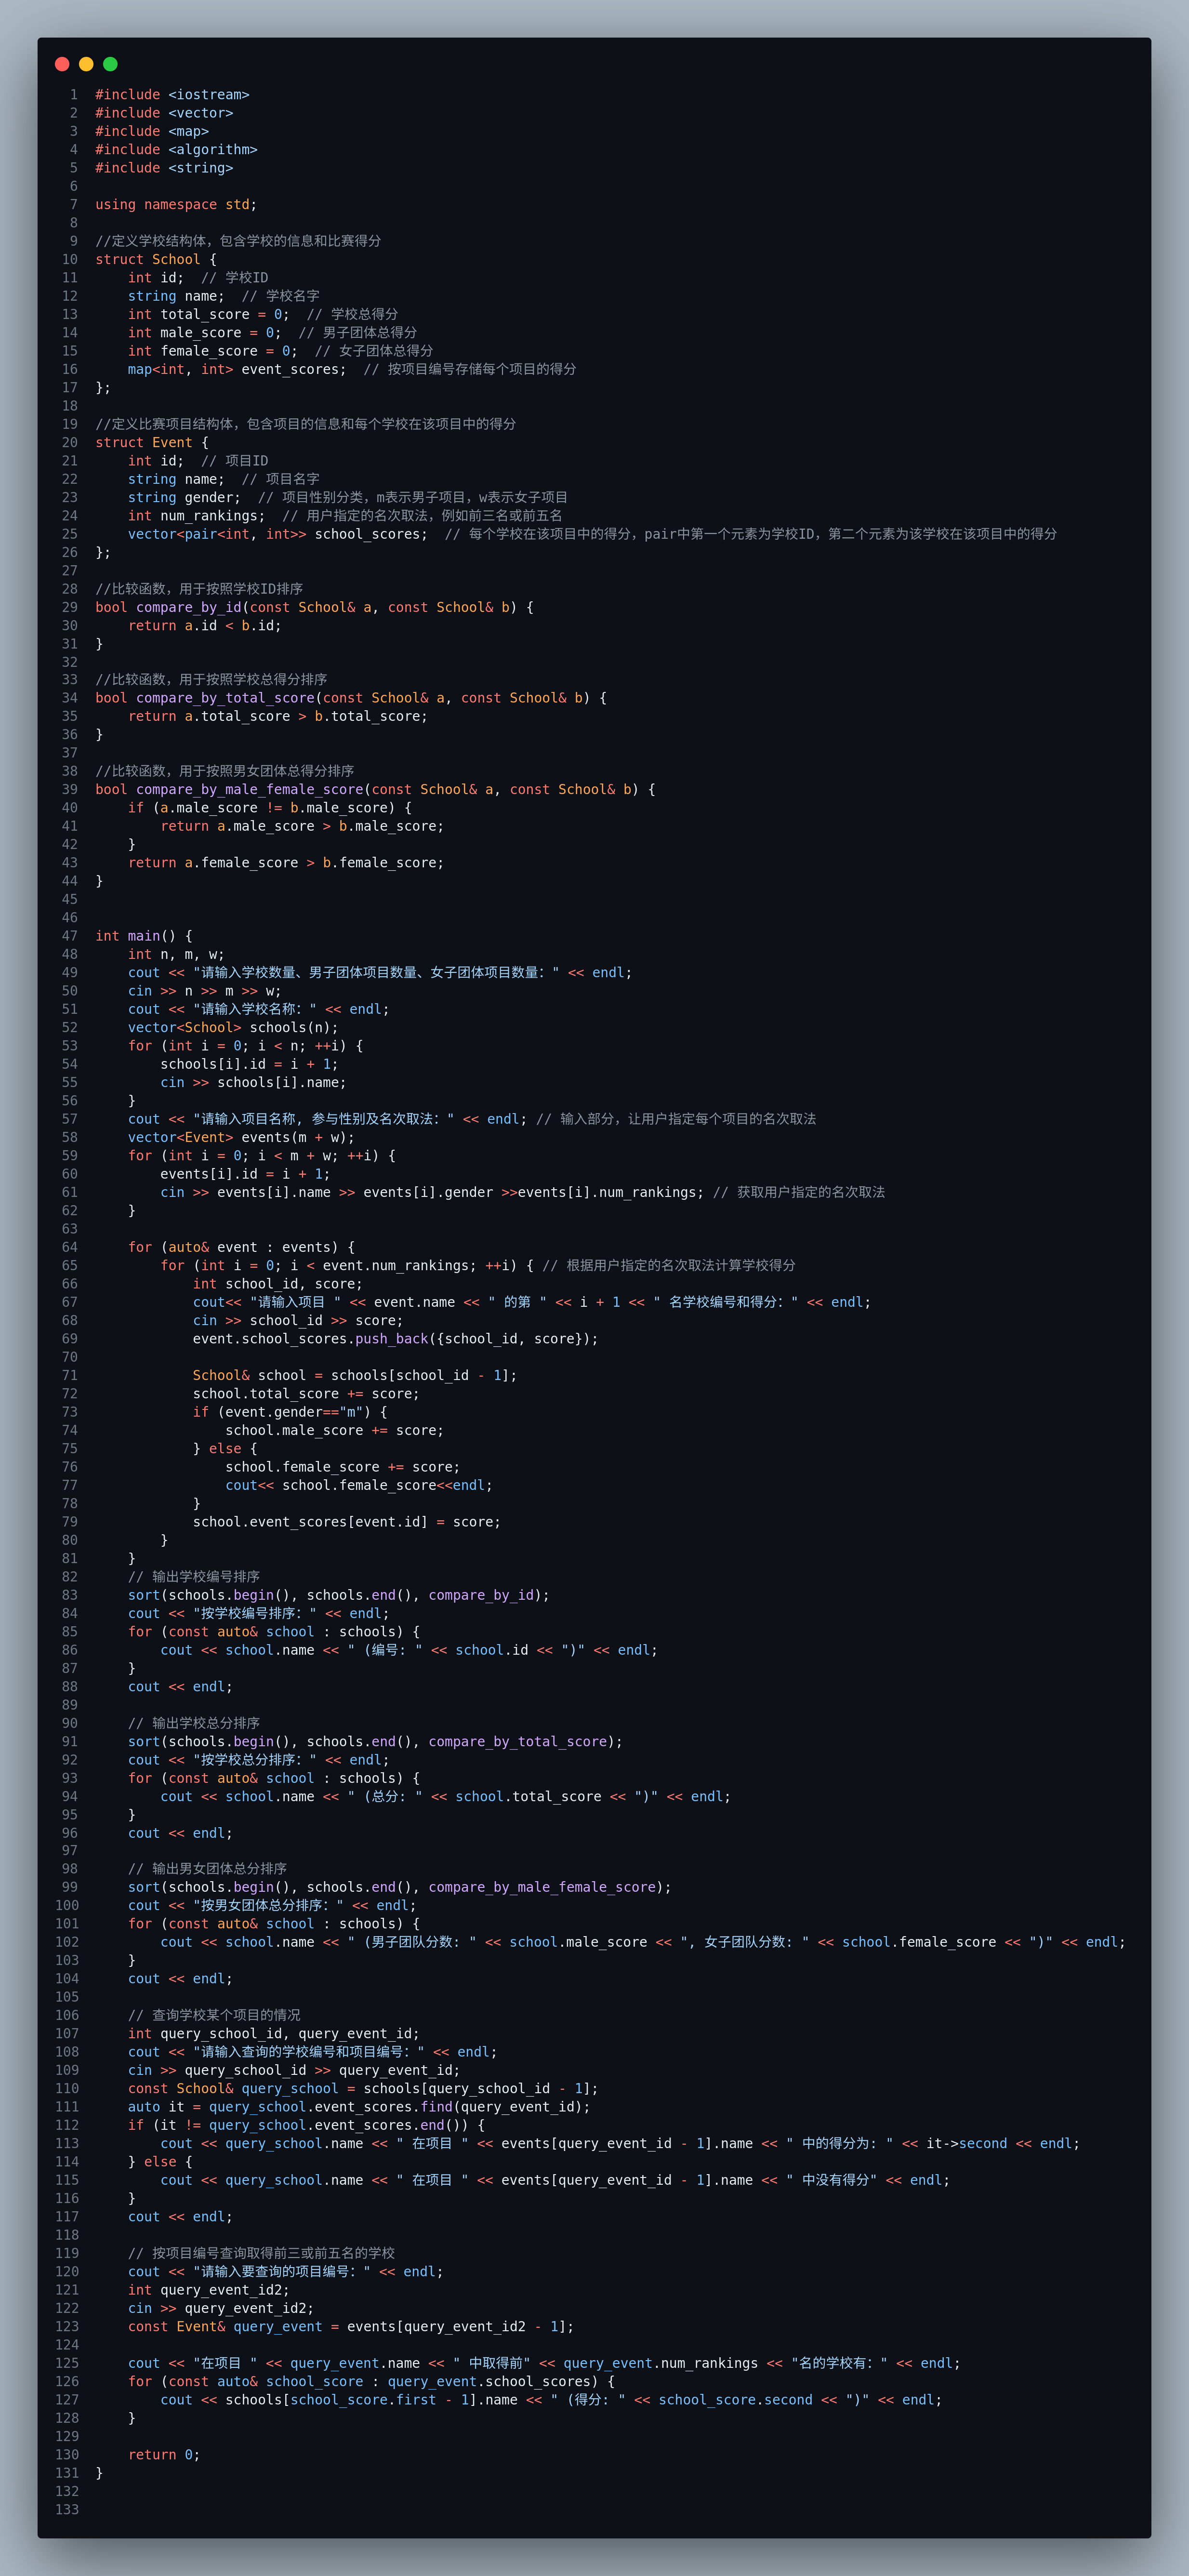 1 #include <iostream>
2 #include <vector>
3 #include <map>
4 #include <algorithm>
5 #include <string>
6
7 using namespace std;
8
9 //定义学校结构体，包含学校的信息和比赛得分
10 struct School {
11     int id;  // 学校ID
12     string name;  // 学校名字
13     int total_score = 0;  // 学校总得分
14     int male_score = 0;  // 男子团体总得分
15     int female_score = 0;  // 女子团体总得分
16     map<int, int> event_scores;  // 按项目编号存储每个项目的得分
17 };
18
19 //定义比赛项目结构体，包含项目的信息和每个学校在该项目中的得分
20 struct Event {
21     int id;  // 项目ID
22     string name;  // 项目名字
23     string gender;  // 项目性别分类，m表示男子项目，w表示女子项目
24     int num_rankings;  // 用户指定的名次取法，例如前三名或前五名
25     vector<pair<int, int>> school_scores;  // 每个学校在该项目中的得分，pair中第一个元素为学校ID，第二个元素为该学校在该项目中的得分
26 };
27
28 //比较函数，用于按照学校ID排序
29 bool compare_by_id(const School& a, const School& b) {
30     return a.id < b.id;
31 }
32
33 //比较函数，用于按照学校总得分排序
34 bool compare_by_total_score(const School& a, const School& b) {
35     return a.total_score > b.total_score;
36 }
37
38 //比较函数，用于按照男女团体总得分排序
39 bool compare_by_male_female_score(const School& a, const School& b) {
40     if (a.male_score != b.male_score) {
41         return a.male_score > b.male_score;
42     }
43     return a.female_score > b.female_score;
44 }
45
46
47 int main() {
48     int n, m, w;
49     cout << "请输入学校数量、男子团体项目数量、女子团体项目数量：" << endl;
50     cin >> n >> m >> w;
51     cout << "请输入学校名称：" << endl;
52     vector<School> schools(n);
53     for (int i = 0; i < n; ++i) {
54         schools[i].id = i + 1;
55         cin >> schools[i].name;
56     }
57     cout << "请输入项目名称, 参与性别及名次取法：" << endl; // 输入部分，让用户指定每个项目的名次取法
58     vector<Event> events(m + w);
59     for (int i = 0; i < m + w; ++i) {
60         events[i].id = i + 1;
61         cin >> events[i].name >> events[i].gender >>events[i].num_rankings; // 获取用户指定的名次取法
62     }
63
64     for (auto& event : events) {
65         for (int i = 0; i < event.num_rankings; ++i) { // 根据用户指定的名次取法计算学校得分
66             int school_id, score;
67             cout<< "请输入项目 " << event.name << " 的第 " << i + 1 << " 名学校编号和得分：" << endl;
68             cin >> school_id >> score;
69             event.school_scores.push_back({school_id, score});
70
71             School& school = schools[school_id - 1];
72             school.total_score += score;
73             if (event.gender=="m") {
74                 school.male_score += score;
75             } else {
76                 school.female_score += score;
77                 cout<< school.female_score<<endl;
78             }
79             school.event_scores[event.id] = score;
80         }
81     }
82     // 输出学校编号排序
83     sort(schools.begin(), schools.end(), compare_by_id);
84     cout << "按学校编号排序：" << endl;
85     for (const auto& school : schools) {
86         cout << school.name << " (编号: " << school.id << ")" << endl;
87     }
88     cout << endl;
89
90     // 输出学校总分排序
91     sort(schools.begin(), schools.end(), compare_by_total_score);
92     cout << "按学校总分排序：" << endl;
93     for (const auto& school : schools) {
94         cout << school.name << " (总分: " << school.total_score << ")" << endl;
95     }
96     cout << endl;
97
98     // 输出男女团体总分排序
99     sort(schools.begin(), schools.end(), compare_by_male_female_score);
100     cout << "按男女团体总分排序：" << endl;
101     for (const auto& school : schools) {
102         cout << school.name << " (男子团队分数: " << school.male_score << ", 女子团队分数: " << school.female_score << ")" << endl;
103     }
104     cout << endl;
105
106     // 查询学校某个项目的情况
107     int query_school_id, query_event_id;
108     cout << "请输入查询的学校编号和项目编号：" << endl;
109     cin >> query_school_id >> query_event_id;
110     const School& query_school = schools[query_school_id - 1];
111     auto it = query_school.event_scores.find(query_event_id);
112     if (it != query_school.event_scores.end()) {
113         cout << query_school.name << " 在项目 " << events[query_event_id - 1].name << " 中的得分为: " << it->second << endl;
114     } else {
115         cout << query_school.name << " 在项目 " << events[query_event_id - 1].name << " 中没有得分" << endl;
116     }
117     cout << endl;
118
119     // 按项目编号查询取得前三或前五名的学校
120     cout << "请输入要查询的项目编号：" << endl;
121     int query_event_id2;
122     cin >> query_event_id2;
123     const Event& query_event = events[query_event_id2 - 1];
124
125     cout << "在项目 " << query_event.name << " 中取得前" << query_event.num_rankings << "名的学校有：" << endl;
126     for (const auto& school_score : query_event.school_scores) {
127         cout << schools[school_score.first - 1].name << " (得分: " << school_score.second << ")" << endl;
128     }
129
130     return 0;
131 }
132
133